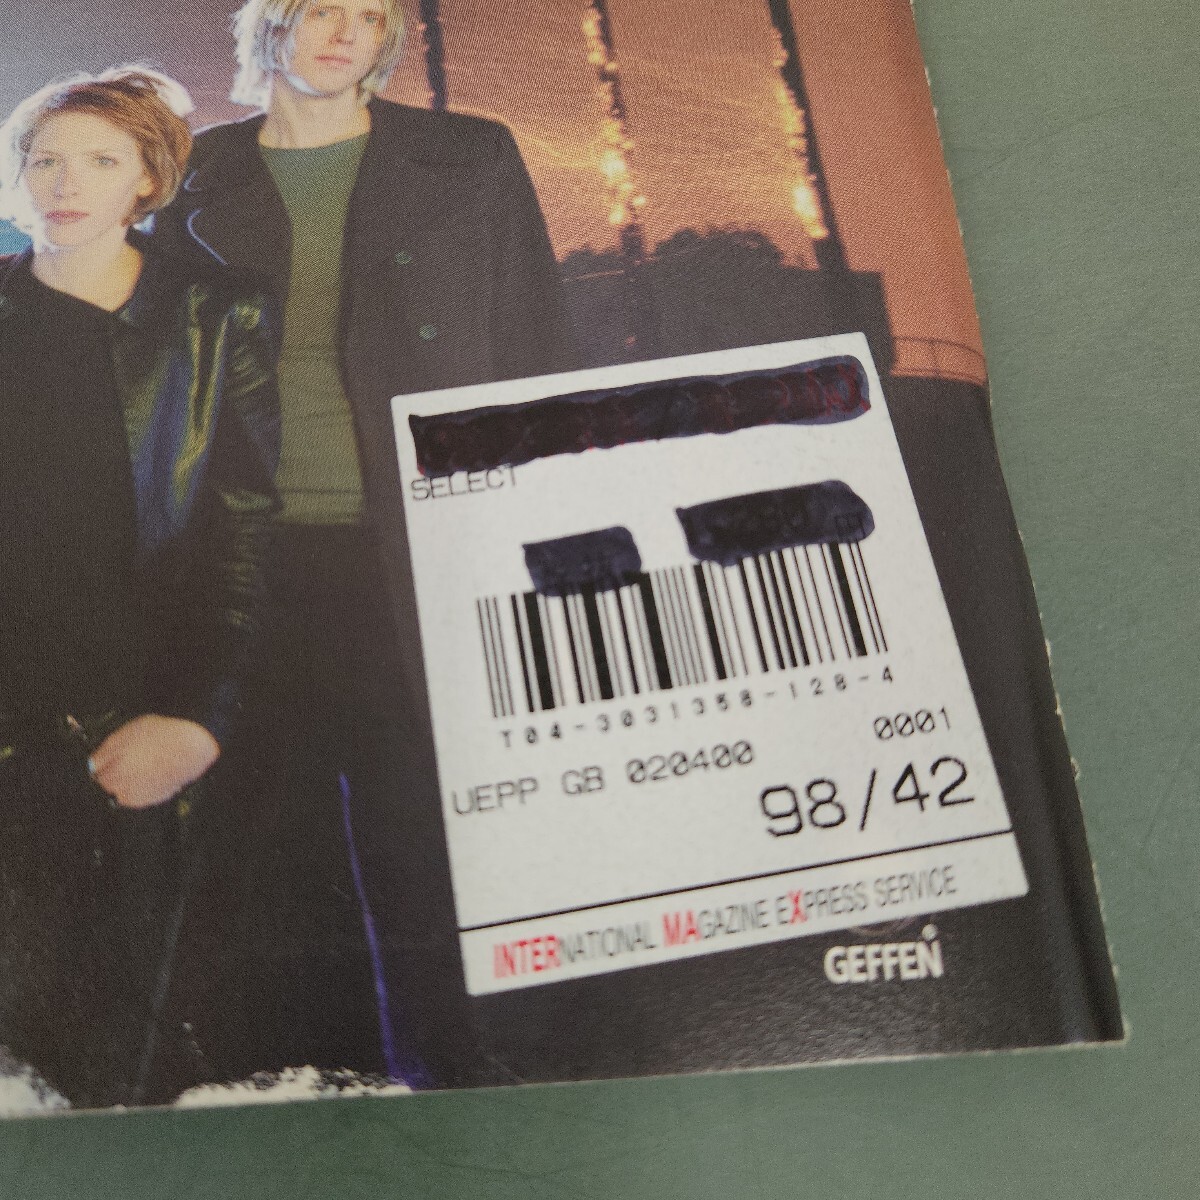 SELECT
T04-3031358-128-4
UEPP GB 020400 0001
98/42
INTERNATIONAL MAGAZINE EXPRESS SERVICE
GEFFEN